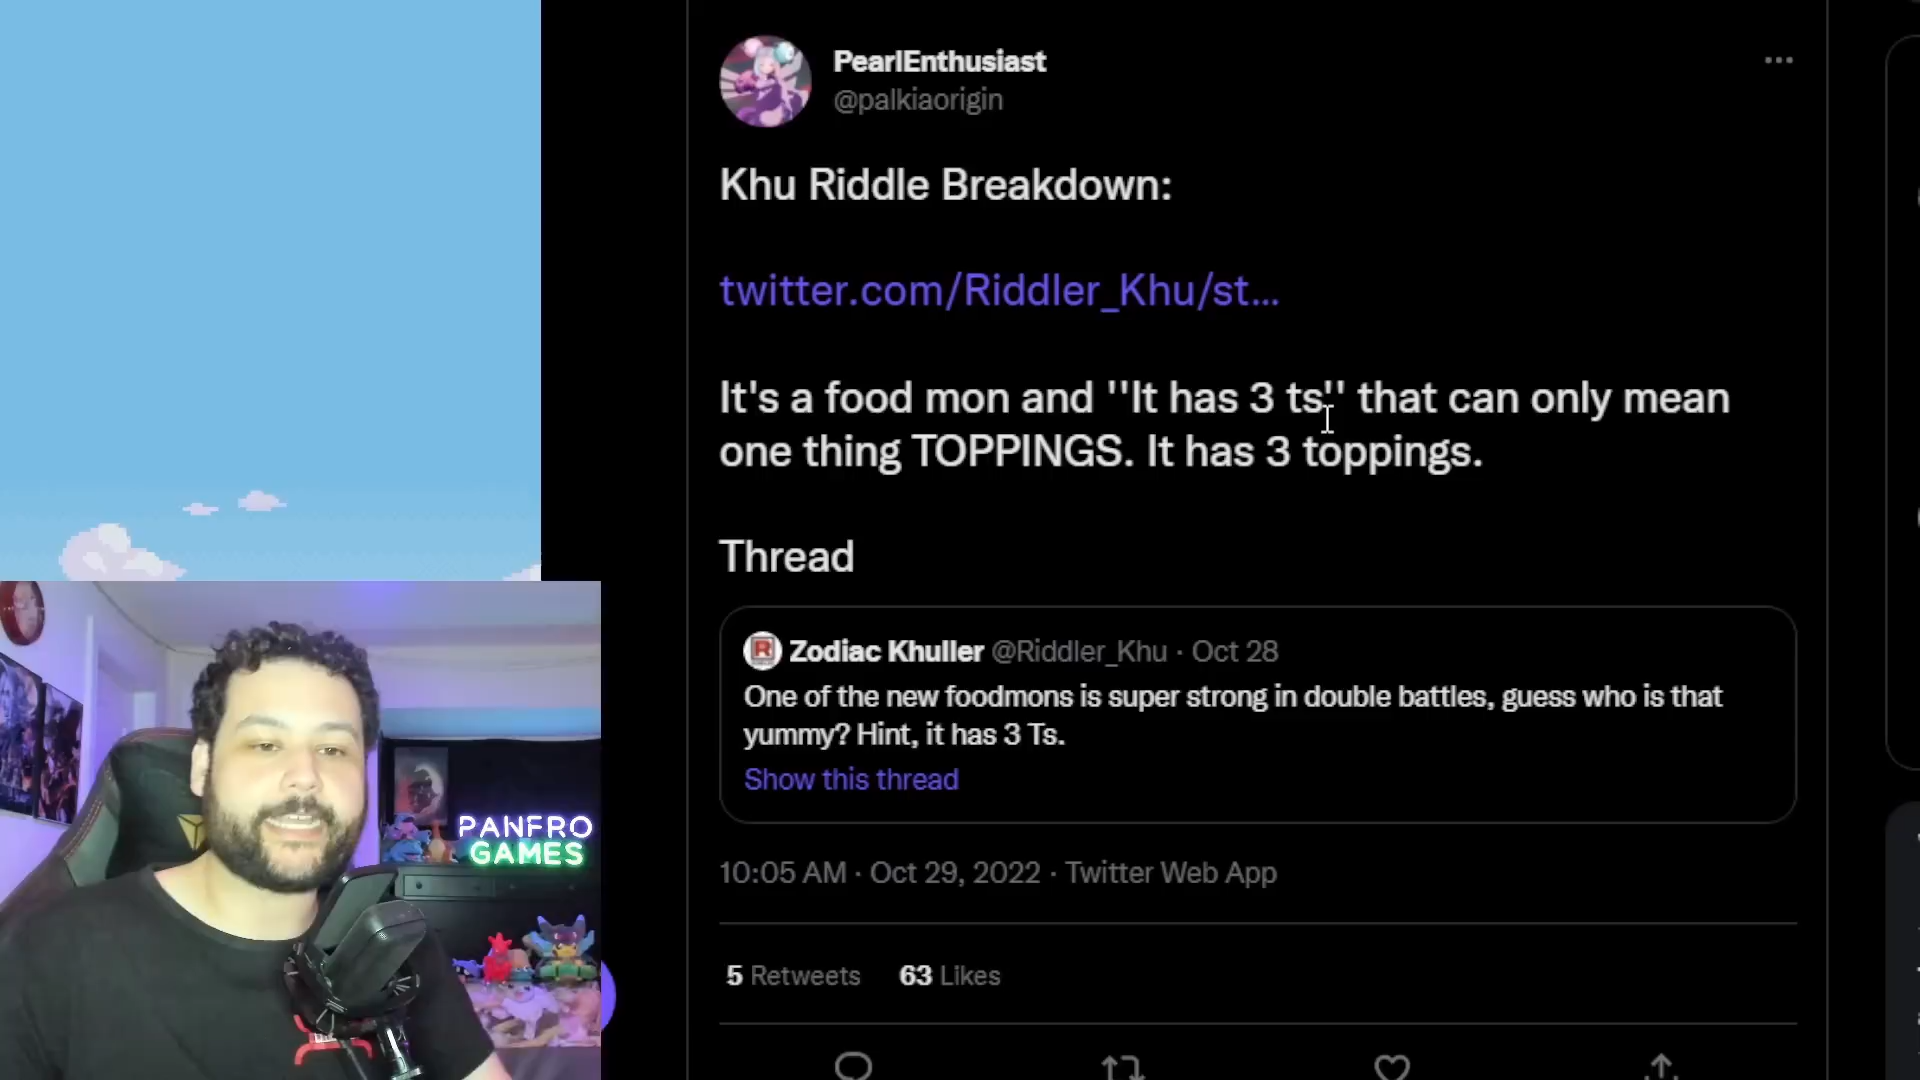 PearlEnthusiast
@palkiaorigin
Khu Riddle Breakdown:
twitter.com/Riddler_Khu/st...
It's a food mon and ''It has 3 ts'' that can only mean
one thing TOPPINGS. It has 3 toppings.
Thread
Zodiac Khuller @Riddler_Khu · Oct 28
One of the new foodmons is super strong in double battles, guess who is that
yummy? Hint, it has 3 Ts.
Show this thread
10:05 AM · Oct 29, 2022 · Twitter Web App
5 Retweets 63 Likes
PANFRO
GAMES